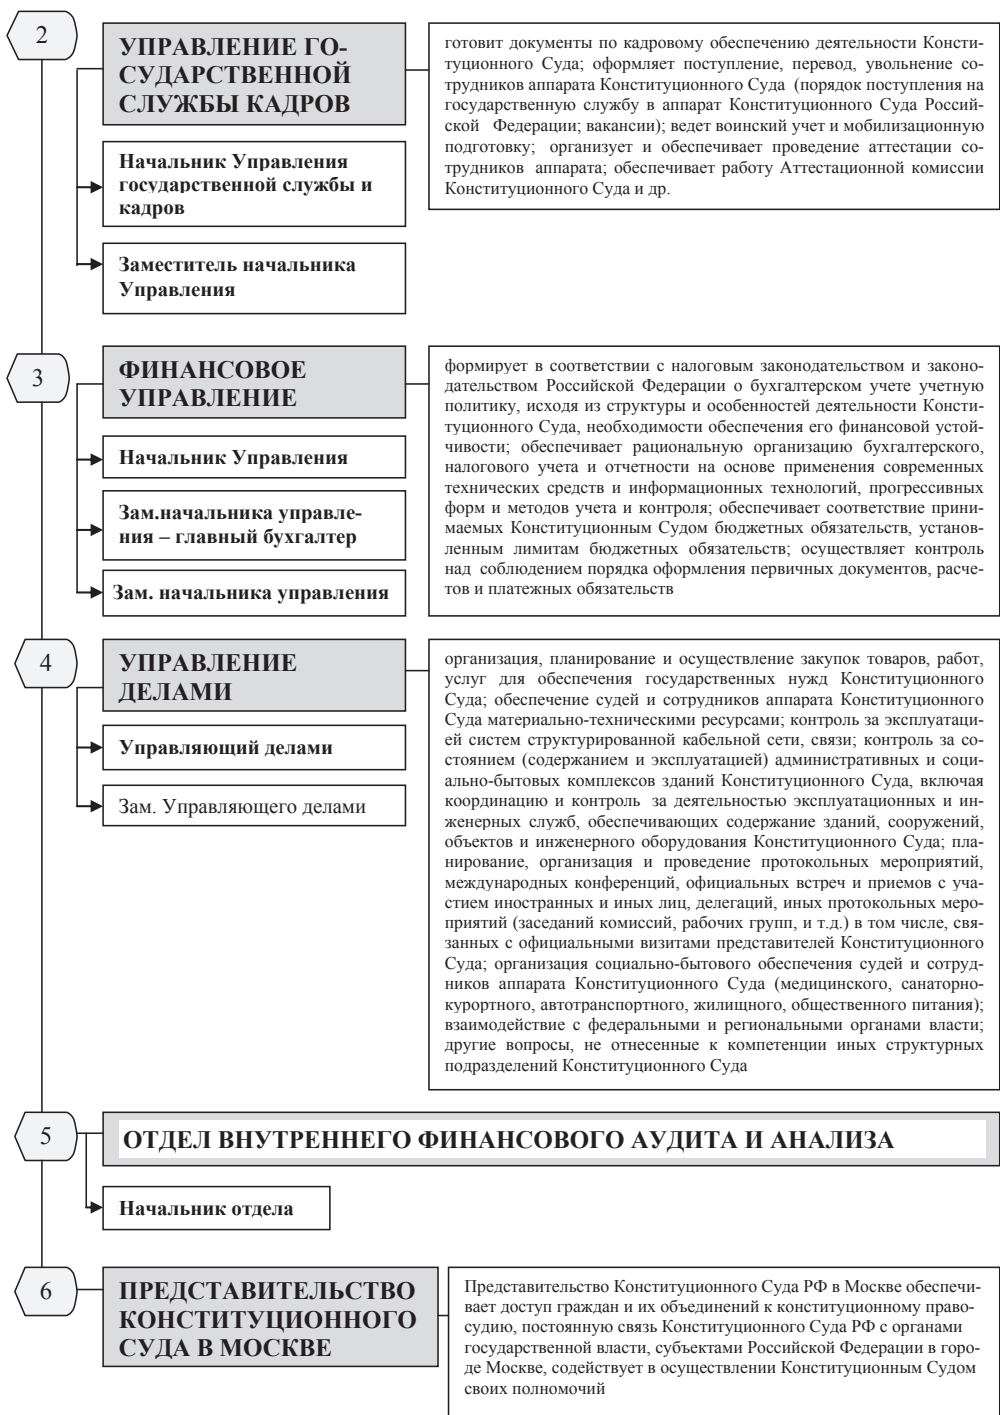 2
УПРАВЛЕНИЕ ГО-
СУДАРСТВЕННОЙ
СЛУЖБЫ КАДРОВ
готовит документы по кадровому обеспечению деятельности Консти-
туционного Суда; оформляет поступление, перевод, увольнение со-
трудников аппарата Конституционного Суда (порядок поступления на
государственную службу в аппарат Конституционного Суда Россий-
ской Федерации; вакансии); ведет воинский учет и мобилизационную
подготовку; организует и обеспечивает проведение аттестации со-
трудников аппарата; обеспечивает работу Аттестационной комиссии
Конституционного Суда и др.
Начальник Управления
государственной службы и
кадров
Заместитель начальника
Управления
3
ФИНАНСОВОЕ
УПРАВЛЕНИЕ
формирует в соответствии с налоговым законодательством и законо-
дательством Российской Федерации о бухгалтерском учете учетную
политику, исходя из структуры и особенностей деятельности Консти-
туционного Суда, необходимости обеспечения его финансовой устой-
чивости; обеспечивает рациональную организацию бухгалтерского,
налогового учета и отчетности на основе применения современных
технических средств и информационных технологий, прогрессивных
форм и методов учета и контроля; обеспечивает соответствие прини-
маемых Конституционным Судом бюджетных обязательств, установ-
ленным лимитам бюджетных обязательств; осуществляет контроль
над соблюдением порядка оформления первичных документов, расче-
тов и платежных обязательств
Начальник Управления
Зам.начальника управле-
ния – главный бухгалтер
Зам. начальника управления
4
УПРАВЛЕНИЕ
ДЕЛАМИ
организация, планирование и осуществление закупок товаров, работ,
услуг для обеспечения государственных нужд Конституционного
Суда; обеспечение судей и сотрудников аппарата Конституционного
Суда материально-техническими ресурсами; контроль за эксплуатаци-
ей систем структурированной кабельной сети, связи; контроль за со-
стоянием (содержанием и эксплуатацией) административных и соци-
ально-бытовых комплексов зданий Конституционного Суда, включая
координацию и контроль за деятельностью эксплуатационных и ин-
женерных служб, обеспечивающих содержание зданий, сооружений,
объектов и инженерного оборудования Конституционного Суда; пла-
нирование, организация и проведение протокольных мероприятий,
международных конференций, официальных встреч и приемов с уча-
стием иностранных и иных лиц, делегаций, иных протокольных меро-
приятий (заседаний комиссий, рабочих групп, и т.д.) в том числе, свя-
занных с официальными визитами представителей Конституционного
Суда; организация социально-бытового обеспечения судей и сотруд-
ников аппарата Конституционного Суда (медицинского, санаторно-
курортного, автотранспортного, жилищного, общественного питания);
взаимодействие с федеральными и региональными органами власти;
другие вопросы, не отнесенные к компетенции иных структурных
подразделений Конституционного Суда
Управляющий делами
Зам. Управляющего делами
5
ОТДЕЛ ВНУТРЕННЕГО ФИНАНСОВОГО АУДИТА И АНАЛИЗА
Начальник отдела
6
ПРЕДСТАВИТЕЛЬСТВО
КОНСТИТУЦИОННОГО
СУДА В МОСКВЕ
Представительство Конституционного Суда РФ в Москве обеспечи-
вает доступ граждан и их объединений к конституционному право-
судию, постоянную связь Конституционного Суда РФ с органами
государственной власти, субъектами Российской Федерации в горо-
де Москве, содействует в осуществлении Конституционным Судом
своих полномочий